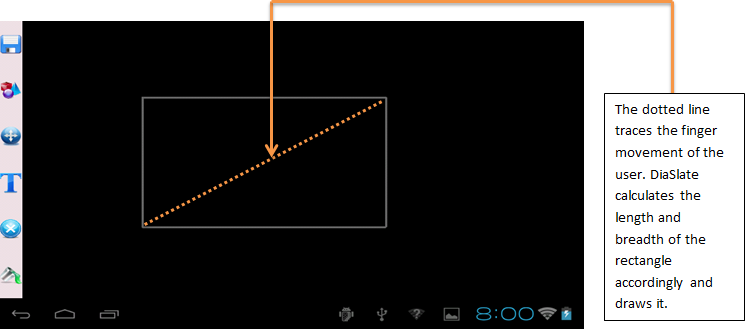 T
The dotted line
traces the finger
movement of the
user. DiaSlate
calculates the
length and
breadth of the
rectangle
accordingly and
draws it.
8:00